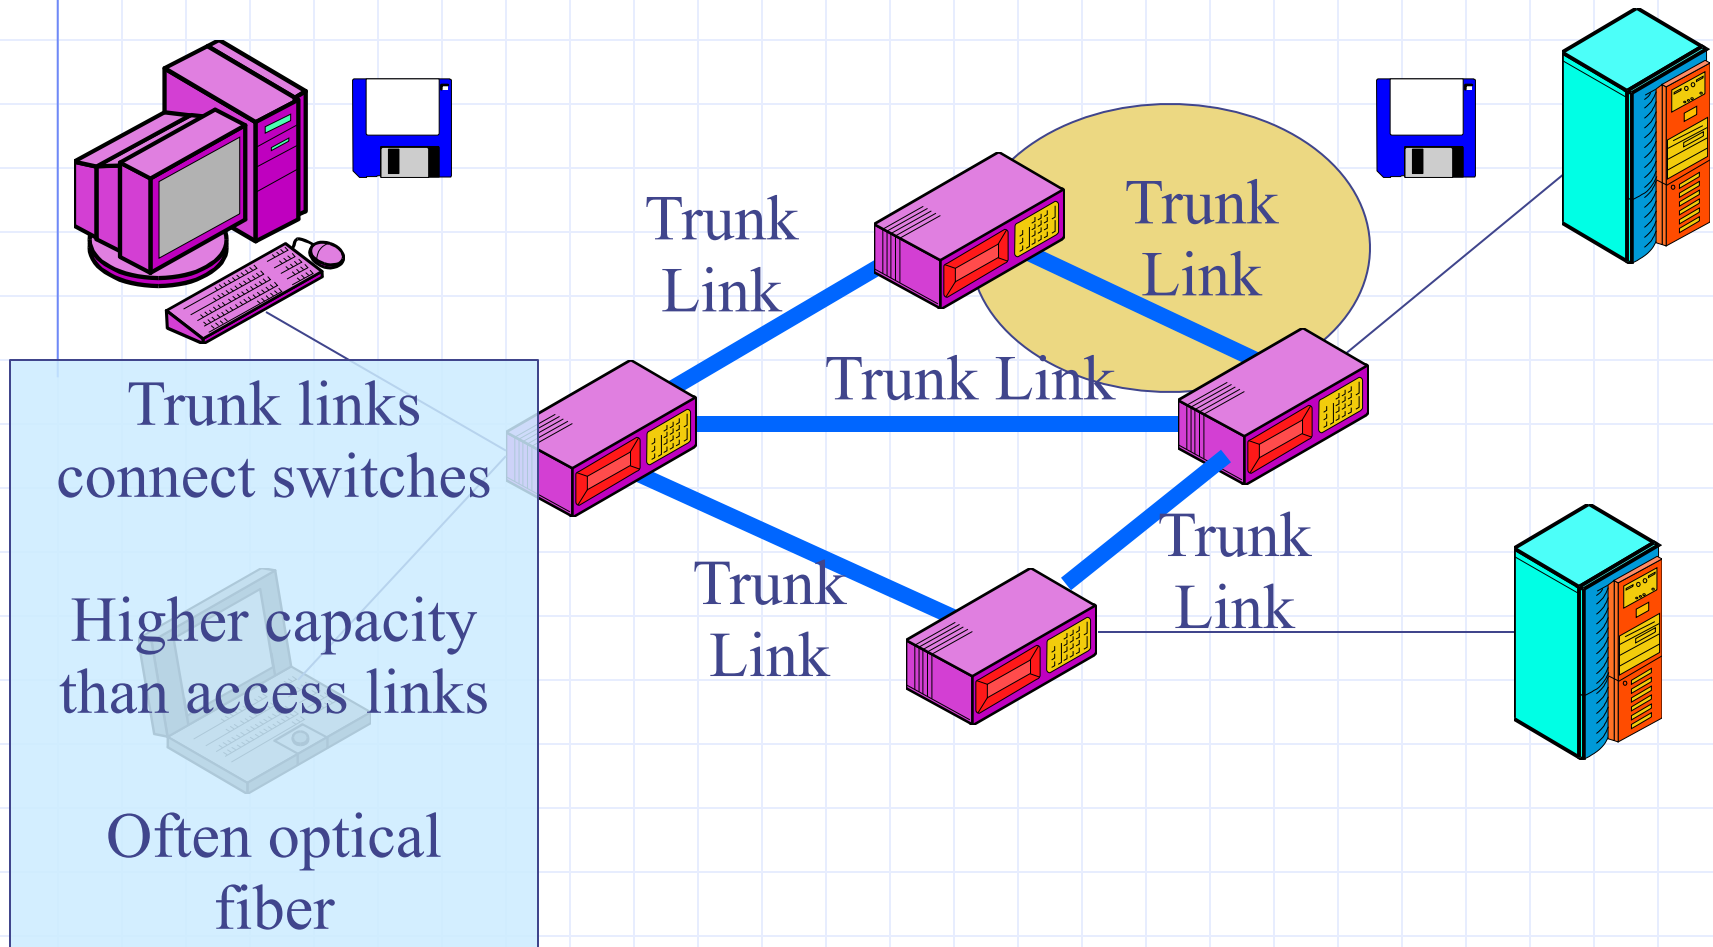 Trunk
Link
Trunk
Link
Trunk Link
Trunk links
connect switches
Trunk
Link
Trunk
Link
Higher capacity
than access links
Often optical
fiber